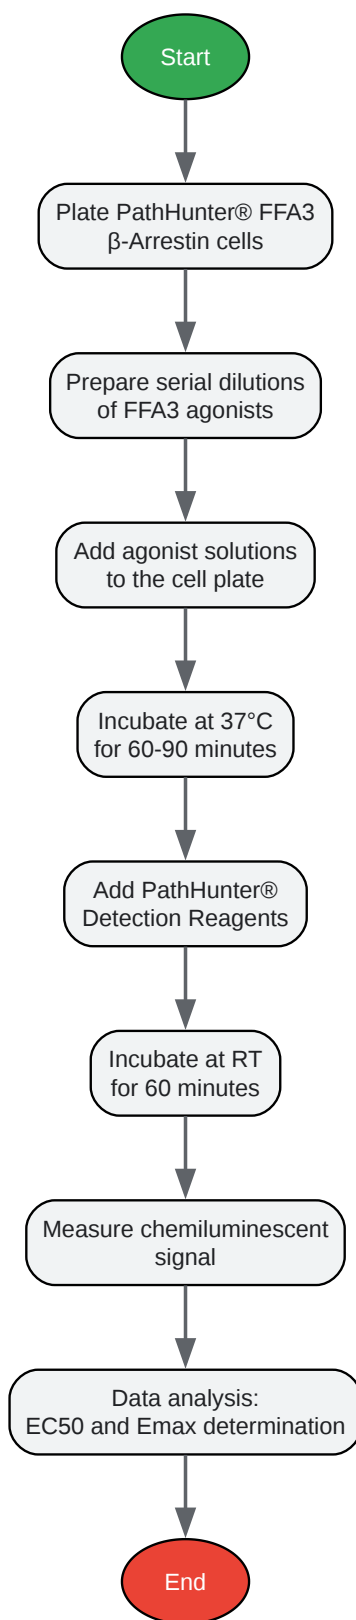 Start
Plate PathHunter® FFA3
β-Arrestin cells
Prepare serial dilutions
of FFA3 agonists
Add agonist solutions
to the cell plate
Incubate at 37°C
for 60-90 minutes
Add PathHunter®
Detection Reagents
Incubate at RT
for 60 minutes
Measure chemiluminescent
signal
Data analysis:
EC50 and Emax determination
End